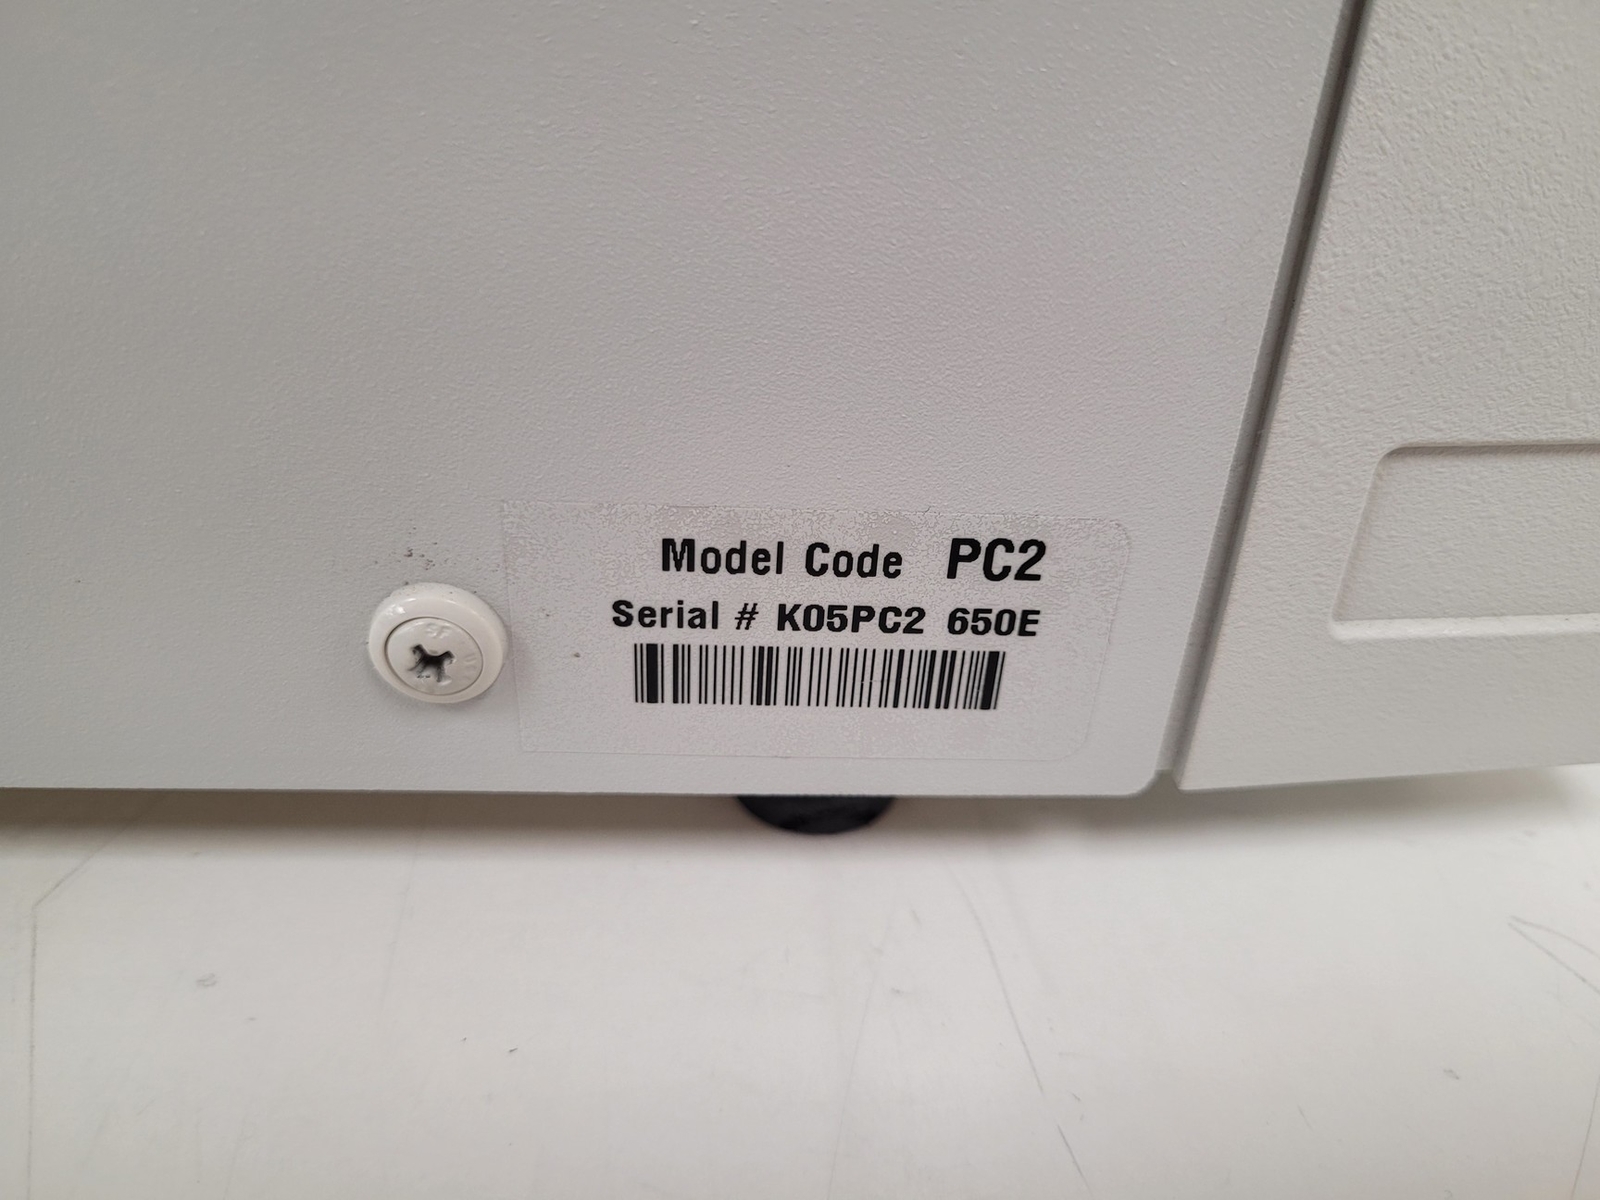 Model Code PC2
Serial # K05PC2 650E